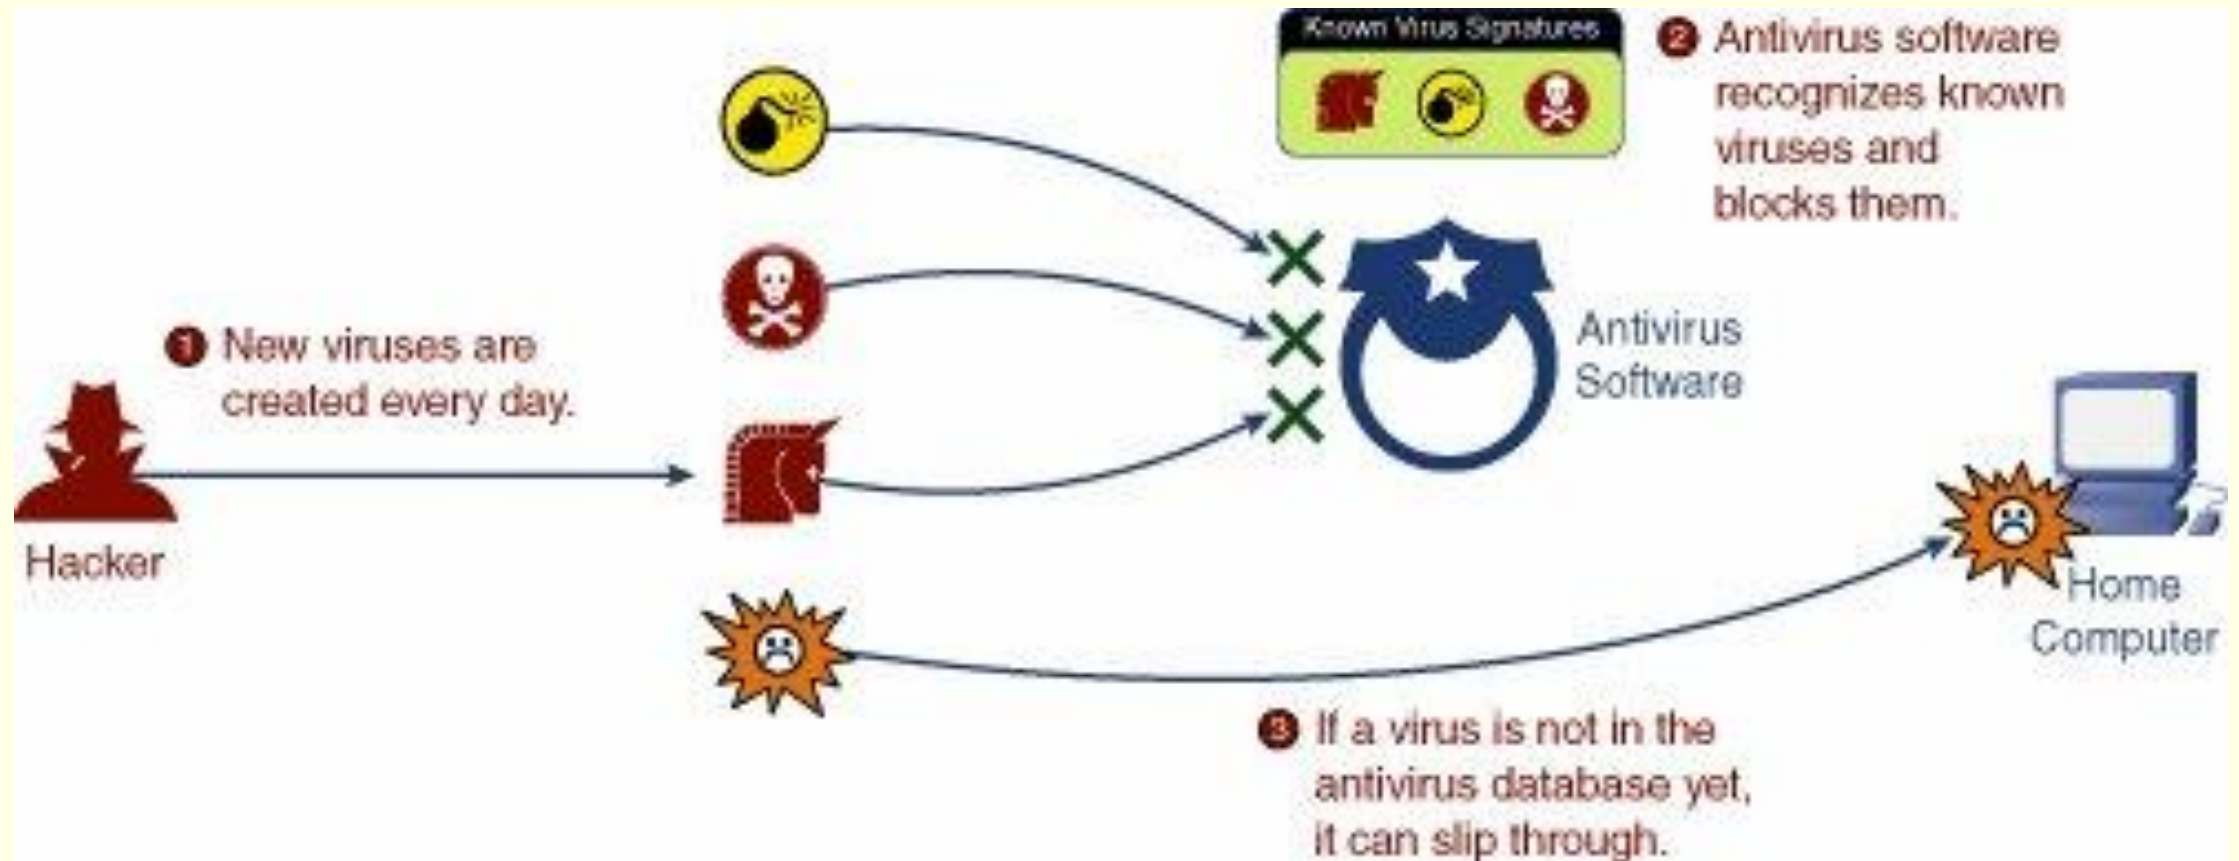 Known Virus Signatures
2 Antivirus software
recognizes known
viruses and
blocks them.
1 New viruses are
created every day.
Antivirus
Software
Hacker
Home
Computer
3 If a virus is not in the
antivirus database yet,
it can slip through.